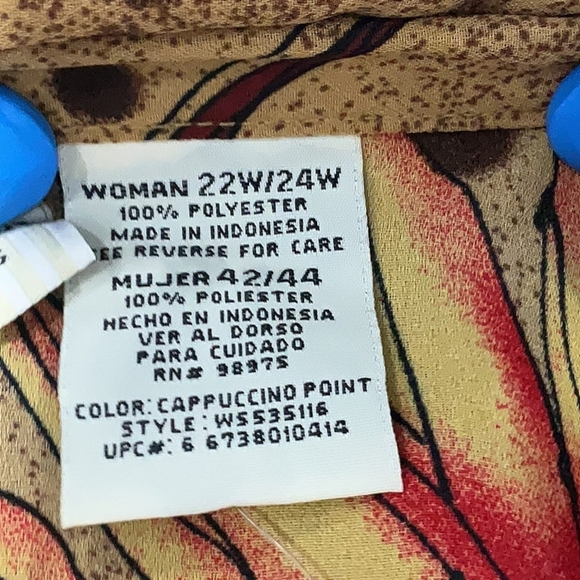 WOMAN 22W/24W
100% POLYESTER
MADE IN INDONESIA
EE REVERSE FOR CARE
MUJER 42/44
100% POLIESTER
HECHO EN INDONESIA
VER AL DORSO
PARA CUIDADO
RN# 98975
COLOR: CAPPUCCINO POINT
STYLE: WS535116
UPC#: 6 6738010414